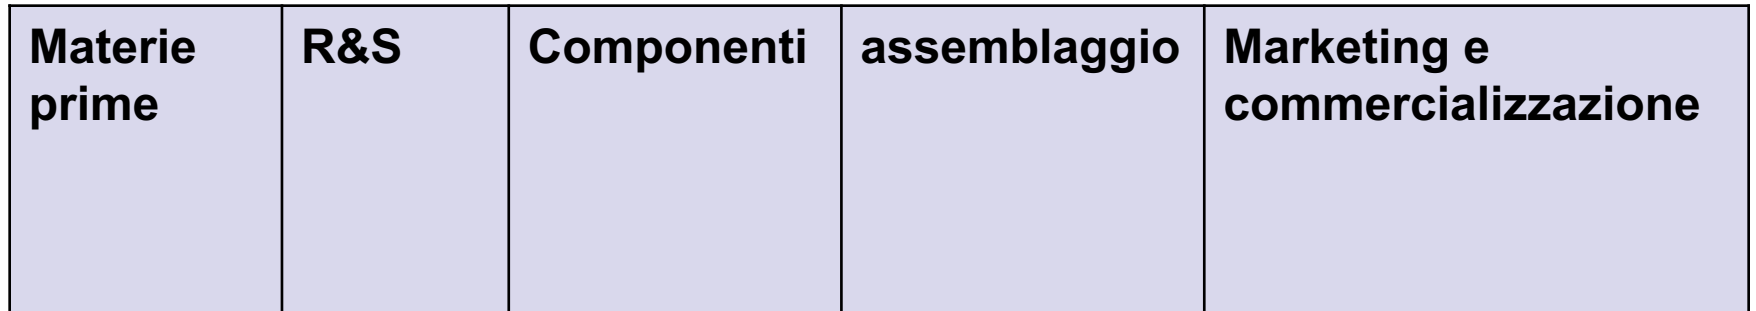 Materie
prime
R&S
Componenti
assemblaggio
Marketing e
commercializzazione